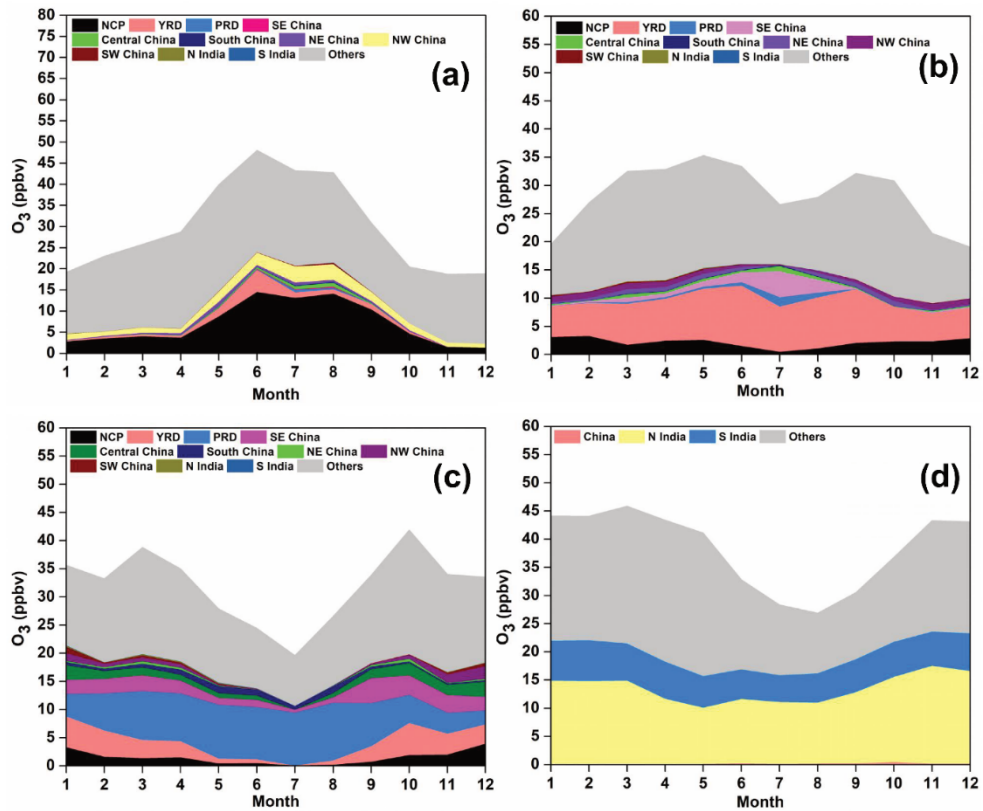 80
75
70
65
60
55
50
45
40
35
30
25
20
15
10
5
0
O3 (ppbv)
NCP YRD PRD SE China
Central China South China NE China NW China
SW China N India S India Others
(a)
1 2 3 4 5 6 7 8 9 10 11 12
Month
60
55
50
45
40
35
30
25
20
15
10
5
0
O3 (ppbv)
NCP YRD PRD SE China
Central China South China NE China NW China
SW China N India S India Others
(b)
1 2 3 4 5 6 7 8 9 10 11 12
Month
60
55
50
45
40
35
30
25
20
15
10
5
0
O3 (ppbv)
NCP YRD PRD SE China
Central China South China NE China NW China
SW China N India S India Others
(c)
1 2 3 4 5 6 7 8 9 10 11 12
Month
60
55
50
45
40
35
30
25
20
15
10
5
0
O3 (ppbv)
China N India S India Others
(d)
1 2 3 4 5 6 7 8 9 10 11 12
Month